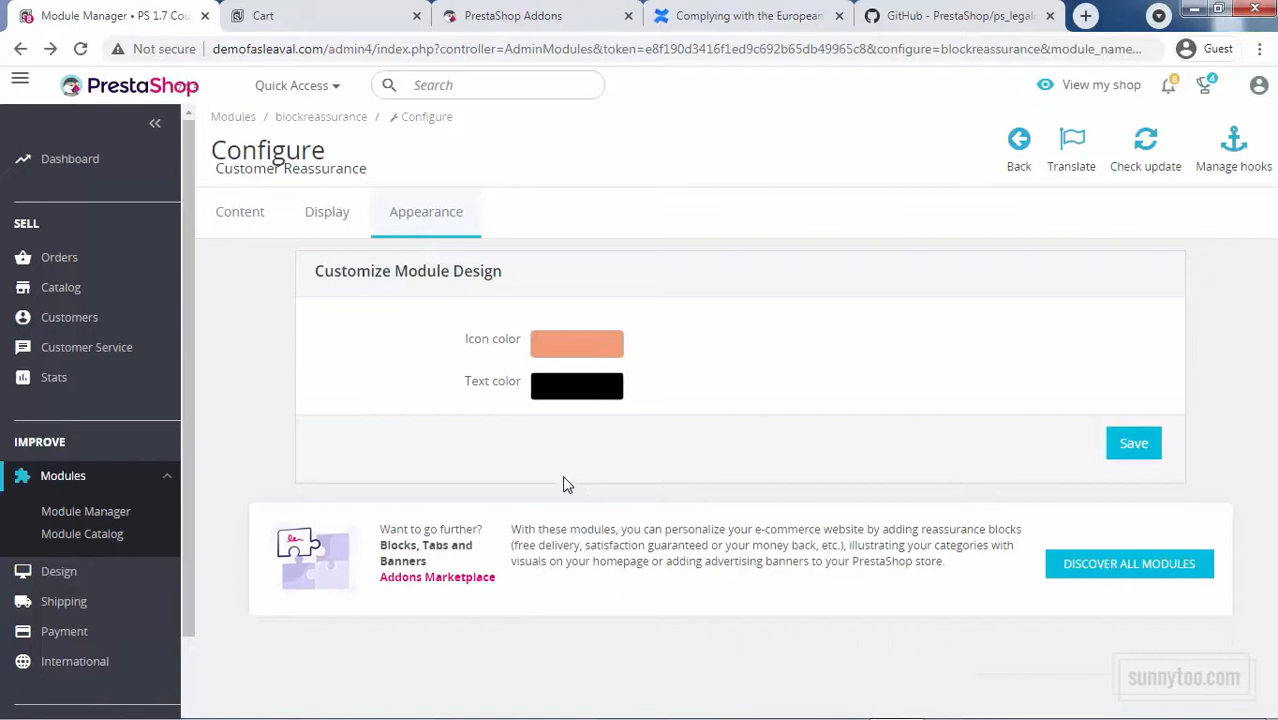 Module Manager • PS 1.7 Cou
Cart
PrestaShop Addons
Complying with the European
GitHub - PrestaShop/ps_legal
Not secure
demofasleaval.com/admin4/index.php?controller=AdminModules&token=e8f190d3416f1ed9c692b65db49965c8&configure=blockreassurance&module_name...
Guest
PrestaShop
Quick Access
Search
View my shop
8
4
Modules
blockreassurance
Configure
Configure
Customer Reassurance
Back
Translate
Check update
Manage hooks
Content
Display
Appearance
Dashboard
SELL
Orders
Catalog
Customers
Customer Service
Stats
IMPROVE
Modules
Module Manager
Module Catalog
Design
Shipping
Payment
International
Customize Module Design
Icon color
Text color
Save
Want to go further?
Blocks, Tabs and
Banners
Addons Marketplace
With these modules, you can personalize your e-commerce website by adding reassurance blocks
(free delivery, satisfaction guaranteed or your money back, etc.), illustrating your categories with
visuals on your homepage or adding advertising banners to your PrestaShop store.
DISCOVER ALL MODULES
sunnytoo.com